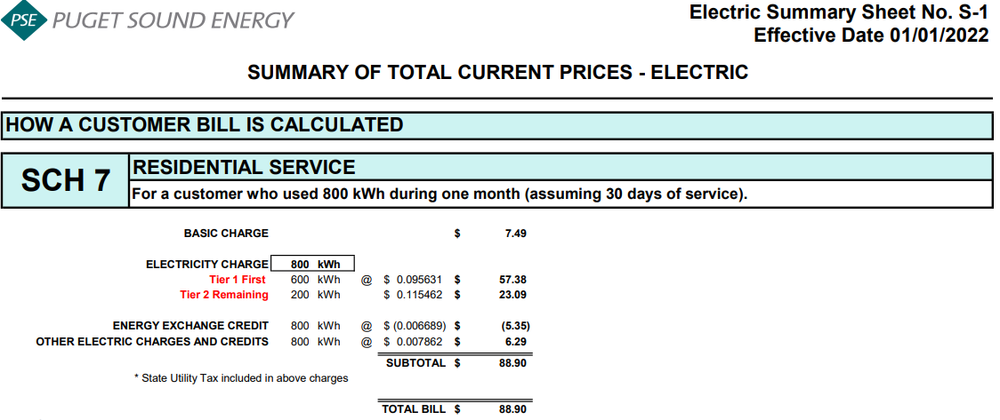 PSE PUGET SOUND ENERGY
Electric Summary Sheet No. S-1
Effective Date 01/01/2022
SUMMARY OF TOTAL CURRENT PRICES - ELECTRIC
HOW A CUSTOMER BILL IS CALCULATED
SCH 7
RESIDENTIAL SERVICE
For a customer who used 800 kWh during one month (assuming 30 days of service).
BASIC CHARGE $ 7.49
ELECTRICITY CHARGE 800 kWh
Tier 1 First 600 kWh @ $ 0.095631 $ 57.38
Tier 2 Remaining 200 kWh $ 0.115462 $ 23.09
ENERGY EXCHANGE CREDIT 800 kWh @ $ (0.006689) $ (5.35)
OTHER ELECTRIC CHARGES AND CREDITS 800 kWh @ $ 0.007862 $ 6.29
SUBTOTAL $ 88.90
* State Utility Tax included in above charges
TOTAL BILL $ 88.90